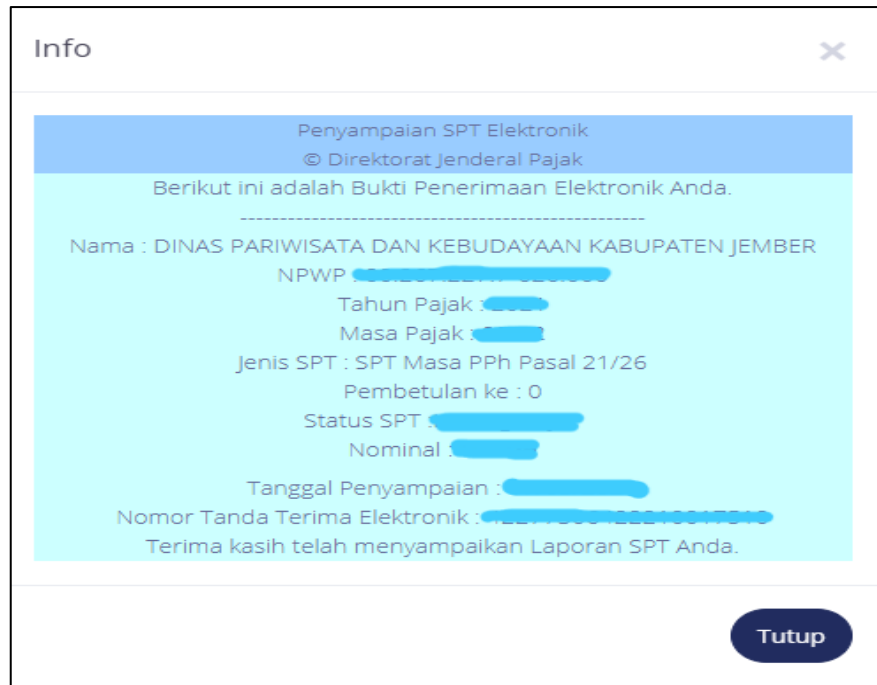 Info
Penyampaian SPT Elektronik
© Direktorat Jenderal Pajak
Berikut ini adalah Bukti Penerimaan Elektronik Anda.
----------------------------------------------------
Nama : DINAS PARIWISATA DAN KEBUDAYAAN KABUPATEN JEMBER
NPWP :
Tahun Pajak :
Masa Pajak :
Jenis SPT : SPT Masa PPh Pasal 21/26
Pembetulan ke : 0
Status SPT :
Nominal :
Tanggal Penyampaian :
Nomor Tanda Terima Elektronik :
Terima kasih telah menyampaikan Laporan SPT Anda.
Tutup